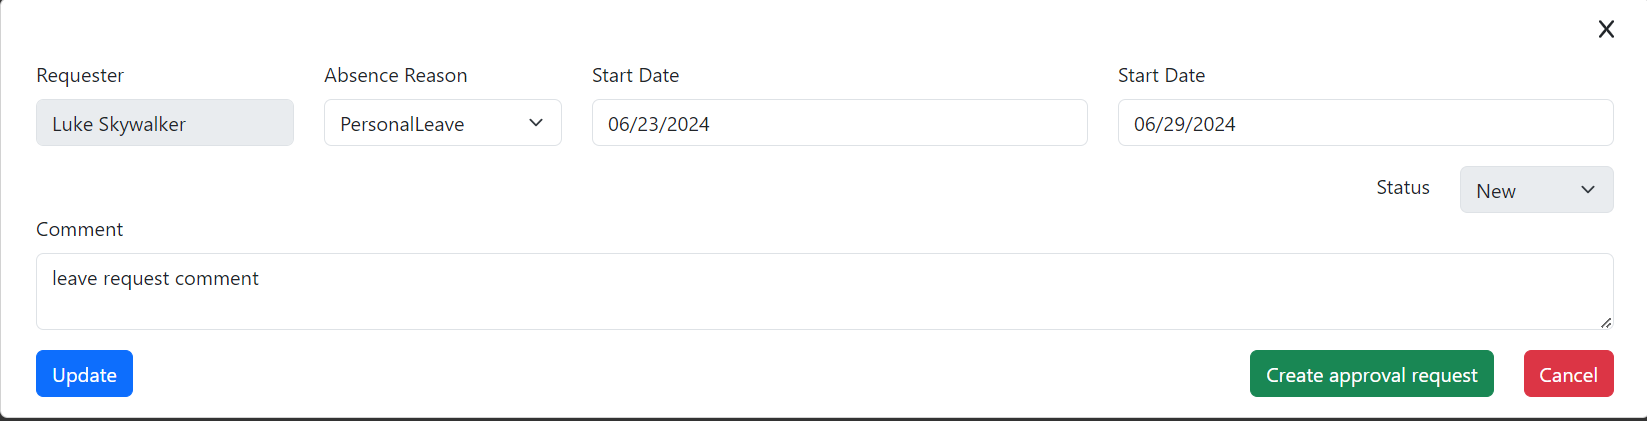 X
Requester Absence Reason Start Date Start Date
Luke Skywalker PersonalLeave 06/23/2024 06/29/2024
Status New
Comment
leave request comment
Update Create approval request Cancel